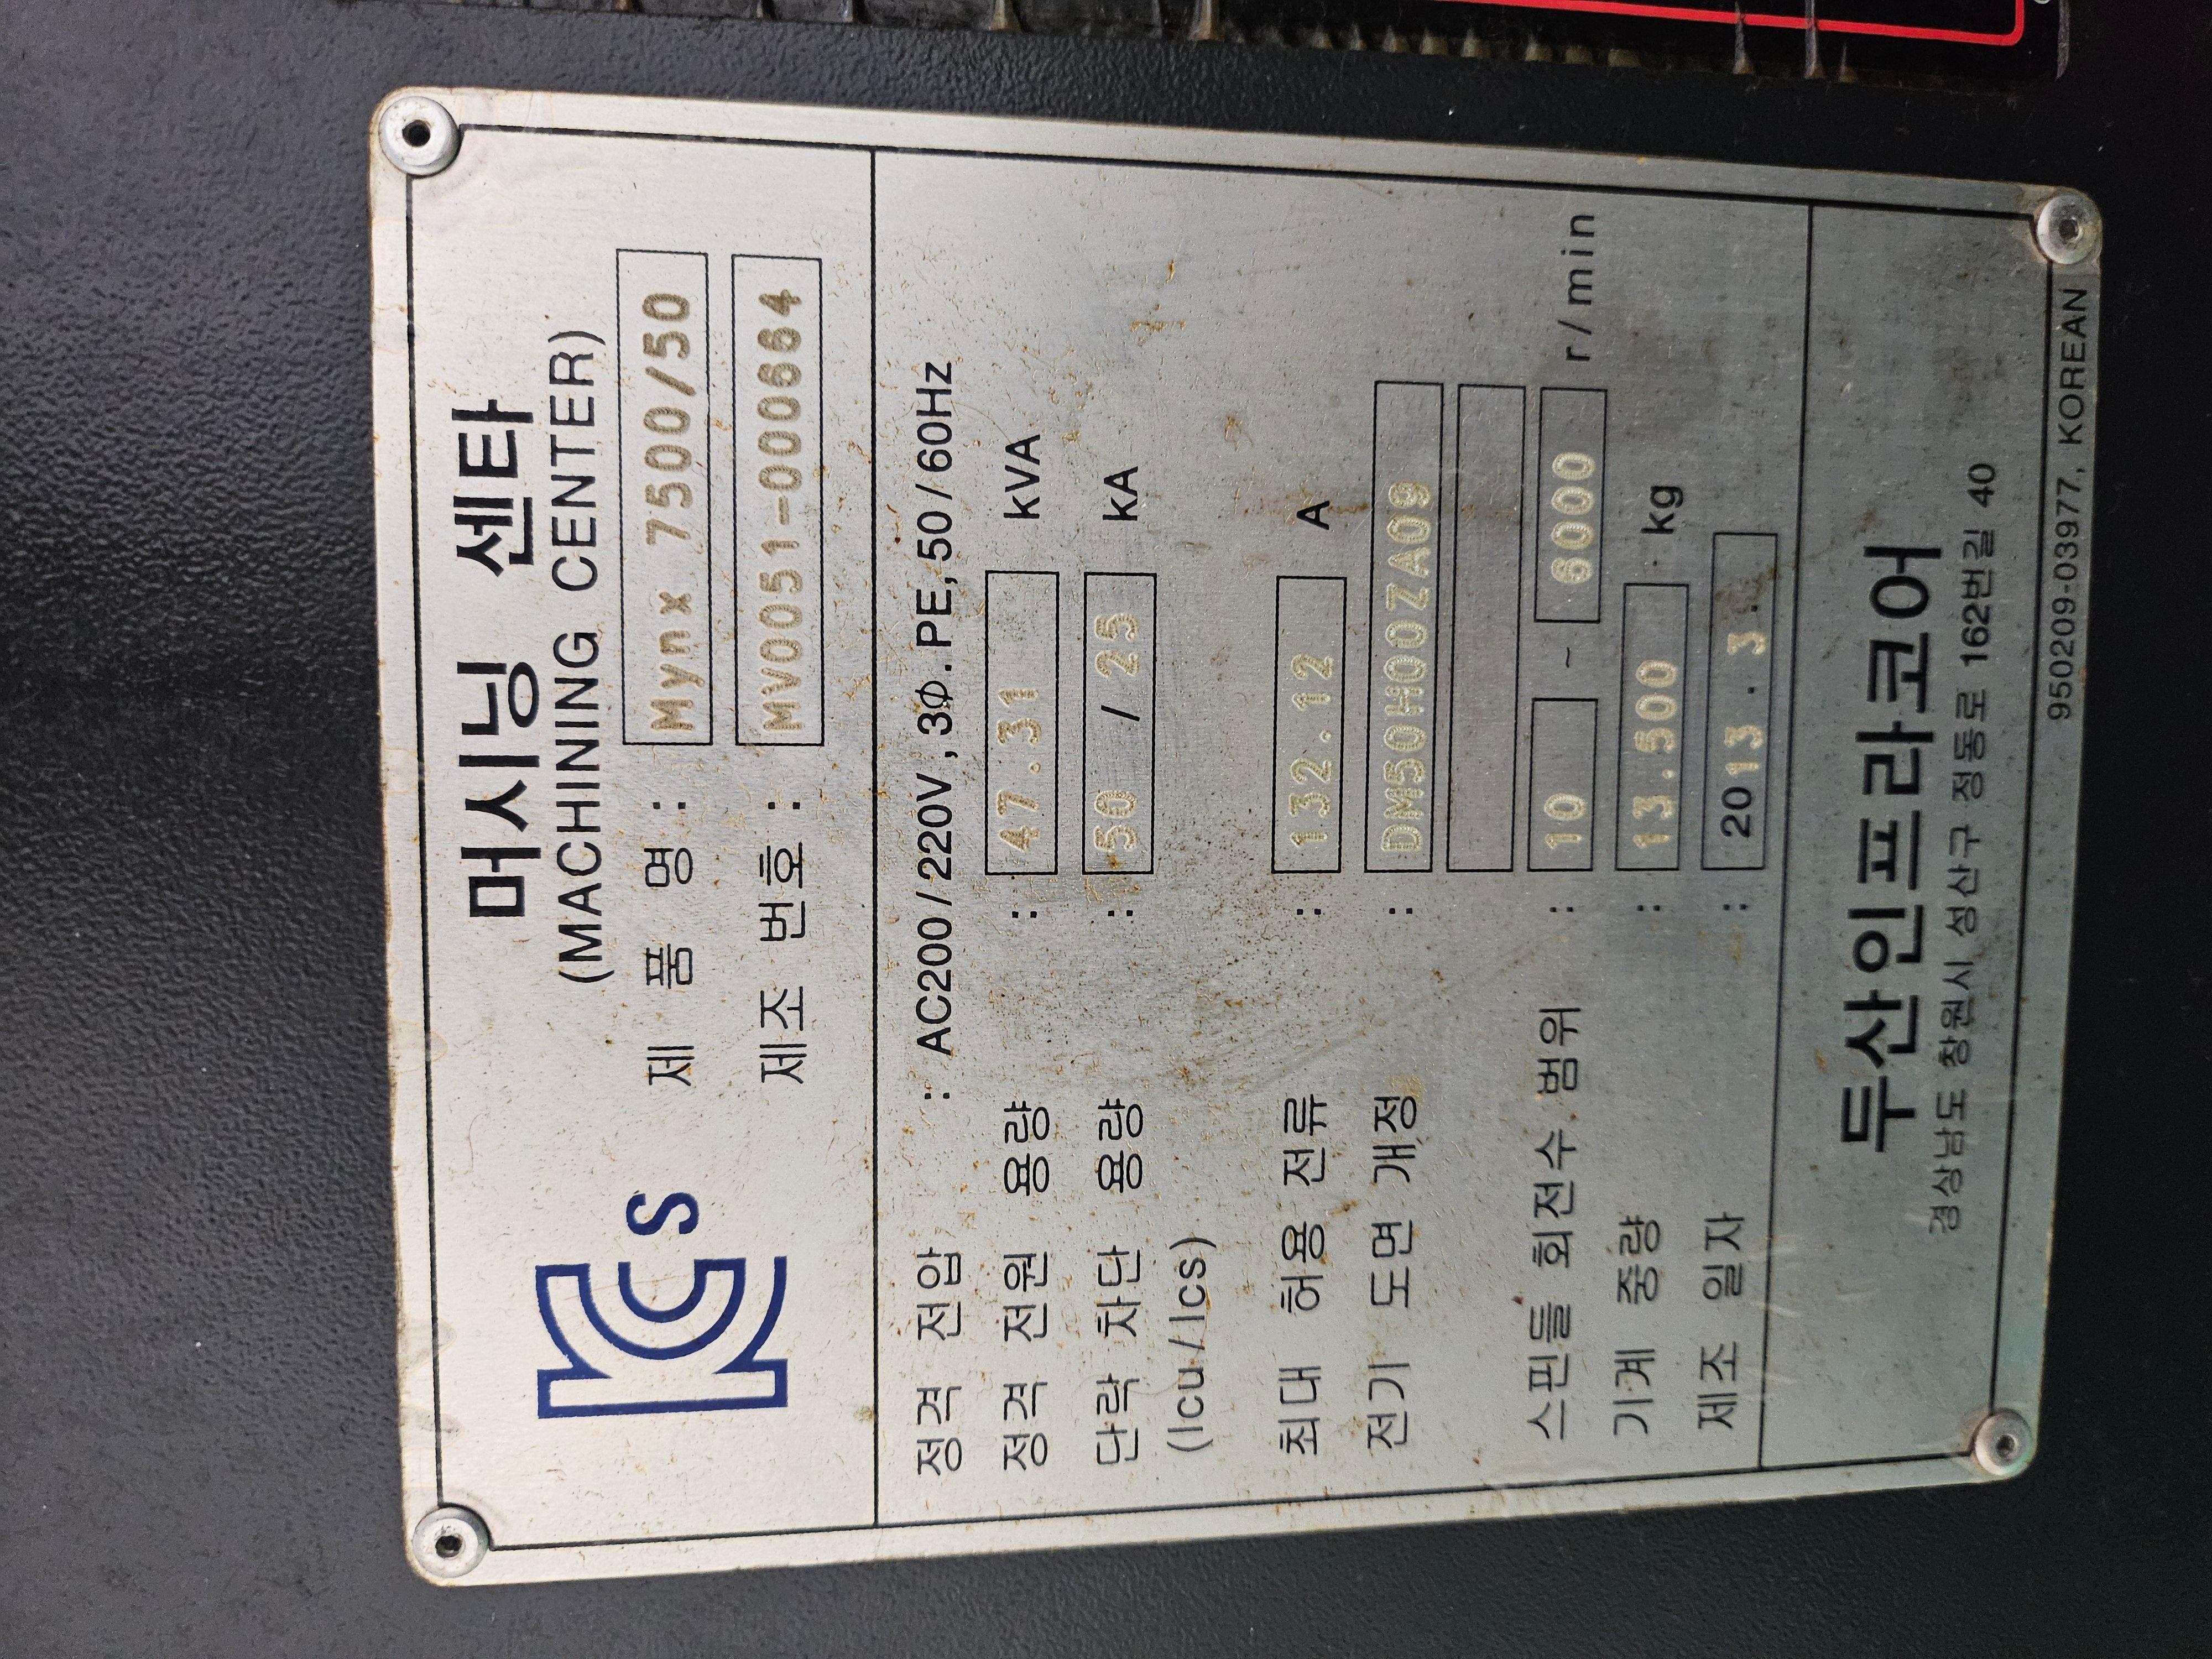 머시닝 센타
(MACHINING CENTER)
KCs
제 품 명 : Mynx 7500/50
제조 번호 : MV0051-000664
정격 전압 : AC200/220V, 3Φ. PE, 50/60Hz
정격 전원 용량 : 47.31 kVA
단락 차단 용량 : 50 / 25 kA
(Icu/Ics)
최대 허용 전류 : 132.12 A
전기 도면 개정 : DM50H00ZA09
스핀들 회전수 범위 : 10 ~ 6000 r/min
기계 중량 : 13.500 kg
제조 일자 : 2013 . 3 .
두산인프라코어
경상남도 창원시 성산구 정동로 162번길 40
950209-03977, KOREAN